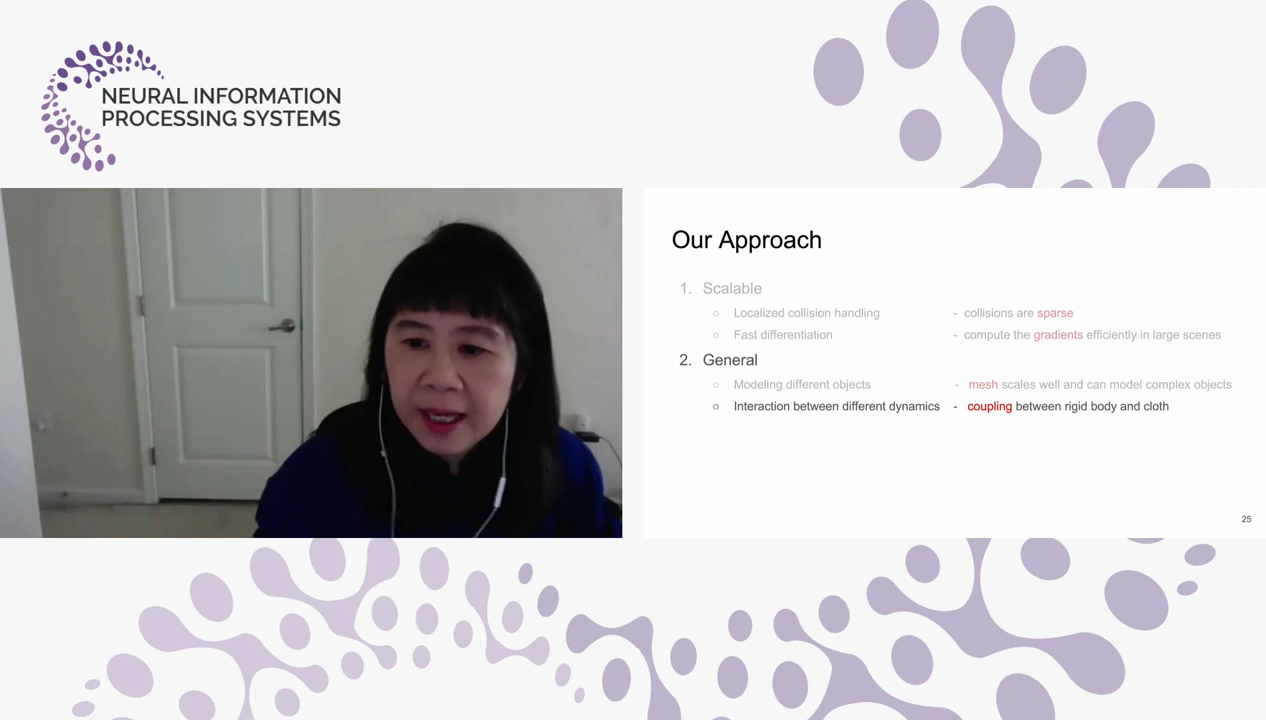 NEURAL INFORMATION
PROCESSING SYSTEMS
Our Approach
1. Scalable
○ Localized collision handling - collisions are sparse
○ Fast differentiation - compute the gradients efficiently in large scenes
2. General
○ Modeling different objects - mesh scales well and can model complex objects
○ Interaction between different dynamics - coupling between rigid body and cloth
25